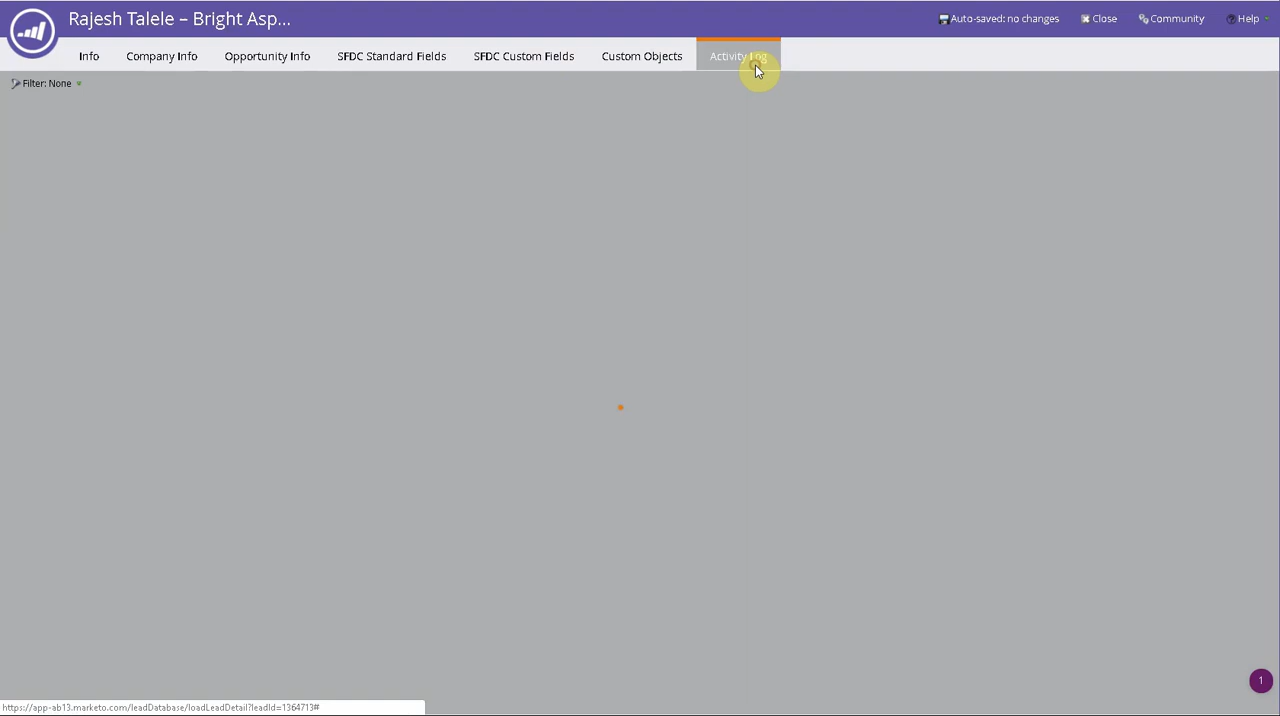 Rajesh Talele – Bright Asp...
Auto-saved: no changes Close Community Help
Info Company Info Opportunity Info SFDC Standard Fields SFDC Custom Fields Custom Objects Activity Log
Filter: None
1
https://app-ab13.marketo.com/leadDatabase/loadLeadDetail?leadId=1364713#